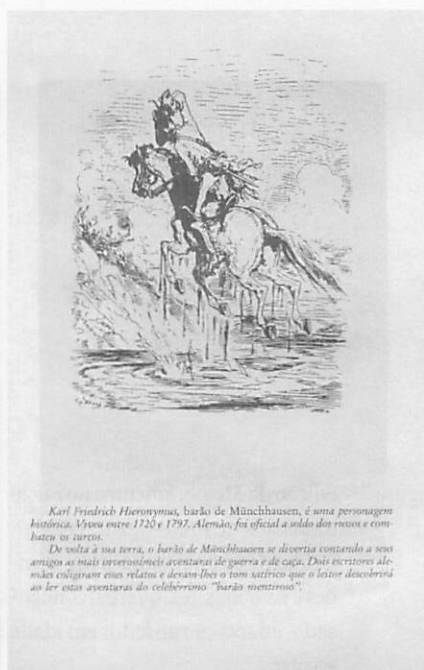 Karl Friedrich Hieronymus, barão de Münchhausen, é uma personagem
histórica. Viveu entre 1720 e 1797. Alemão, foi oficial a soldo dos russos e com-
bateu os turcos.
De volta à sua terra, o barão de Münchhausen se divertia contando a seus
amigos as mais inverossímeis aventuras de guerra e de caça. Dois escritores ale-
mães coligiram esses relatos e deram-lhes o tom satírico que o leitor descobrirá
ao ler estas aventuras do celebérrimo "barão mentiroso".